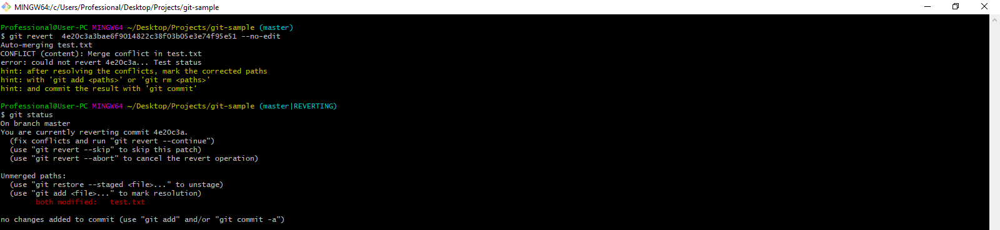 MINGW64:/c/Users/Professional/Desktop/Projects/git-sample
Professional@User-PC MINGW64 ~/Desktop/Projects/git-sample (master)
$ git revert  4e20c3a3bae6f9014822c38f03b05e3e74f95e51 --no-edit
Auto-merging test.txt
CONFLICT (content): Merge conflict in test.txt
error: could not revert 4e20c3a... Test status
hint: after resolving the conflicts, mark the corrected paths
hint: with 'git add <paths>' or 'git rm <paths>'
hint: and commit the result with 'git commit'
Professional@User-PC MINGW64 ~/Desktop/Projects/git-sample (master|REVERTING)
$ git status
On branch master
You are currently reverting commit 4e20c3a.
  (fix conflicts and run "git revert --continue")
  (use "git revert --skip" to skip this patch)
  (use "git revert --abort" to cancel the revert operation)
Unmerged paths:
  (use "git restore --staged <file>..." to unstage)
  (use "git add <file>..." to mark resolution)
        both modified:   test.txt
no changes added to commit (use "git add" and/or "git commit -a")